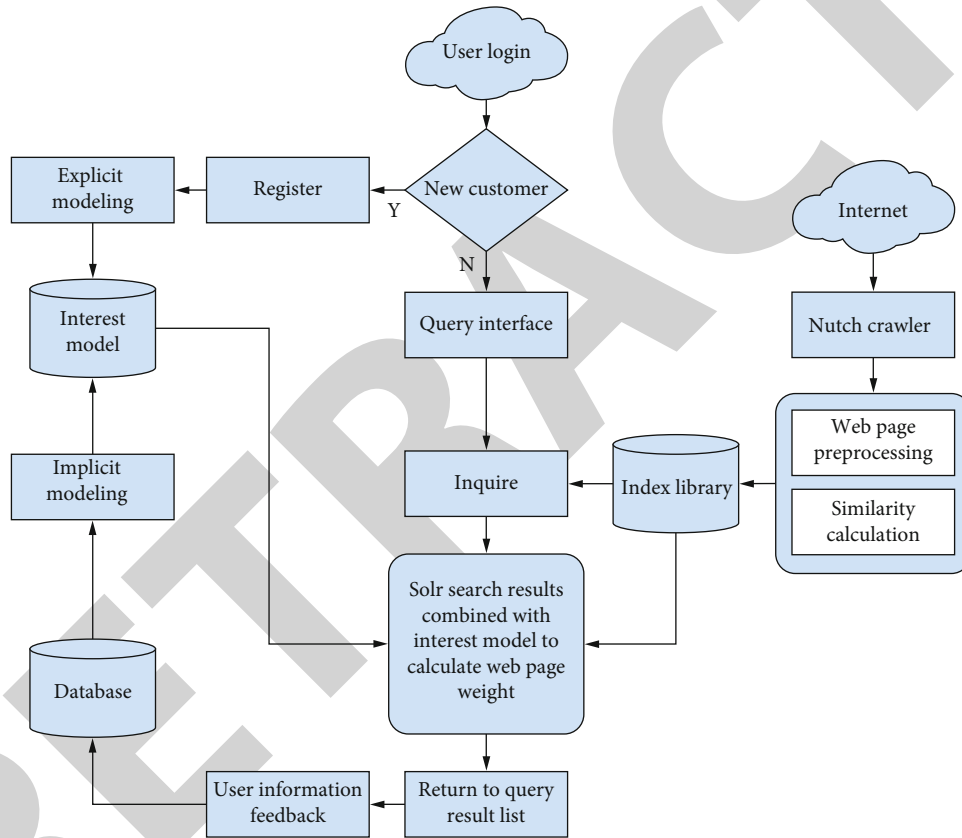 User login
New customer
Y
N
Register
Explicit
modeling
Interest
model
Implicit
modeling
Database
Query interface
Inquire
Index library
Internet
Nutch crawler
Web page
preprocessing
Similarity
calculation
Solr search results
combined with
interest model to
calculate web page
weight
Return to query
result list
User information
feedback
RETRACT